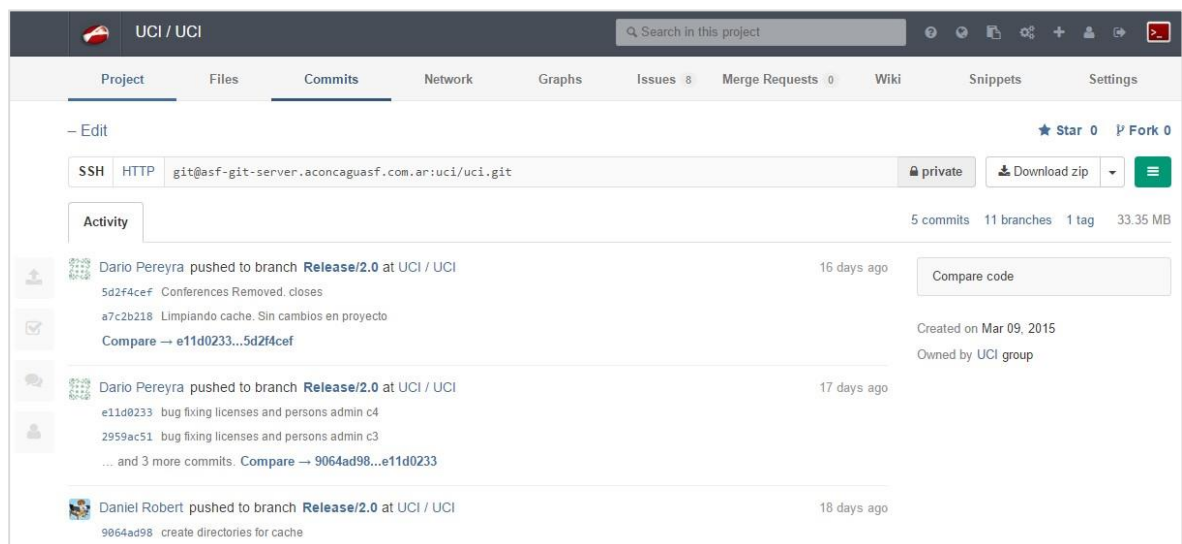 UCI / UCI Search in this project
Project Files Commits Network Graphs Issues 8 Merge Requests 0 Wiki Snippets Settings
– Edit Star 0 Fork 0
SSH HTTP git@asf-git-server.aconcaguasf.com.ar:uci/uci.git private Download zip
Activity 5 commits 11 branches 1 tag 33.35 MB
Dario Pereyra pushed to branch Release/2.0 at UCI / UCI 16 days ago
5d2f4cef Conferences Removed. closes
a7c2b218 Limpiando cache. Sin cambios en proyecto
Compare → e11d0233...5d2f4cef
Compare code
Created on Mar 09, 2015
Owned by UCI group
Dario Pereyra pushed to branch Release/2.0 at UCI / UCI 17 days ago
e11d0233 bug fixing licenses and persons admin c4
2959ac51 bug fixing licenses and persons admin c3
... and 3 more commits. Compare → 9064ad98...e11d0233
Daniel Robert pushed to branch Release/2.0 at UCI / UCI 18 days ago
9064ad98 create directories for cache